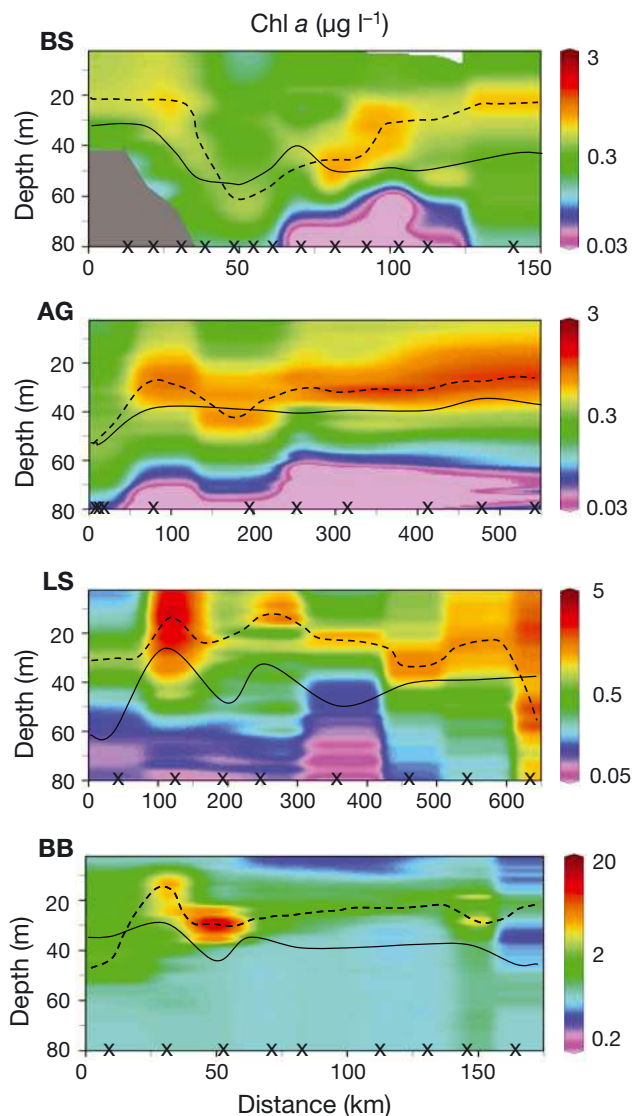 Chl a (µg l–1)
BS
Depth (m)
20
40
60
80
X X X X X X X X X X X X X
0 50 100 150
3
0.3
0.03
AG
Depth (m)
20
40
60
80
X X X X X X X X X X
0 100 200 300 400 500
3
0.3
0.03
LS
Depth (m)
20
40
60
80
X X X X X X X X
0 100 200 300 400 500 600
5
0.5
0.05
BB
Depth (m)
20
40
60
80
X X X X X X X X X
0 50 100 150
20
2
0.2
Distance (km)